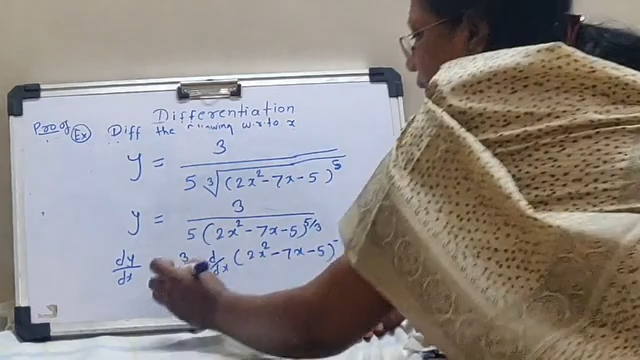 Differentiation
Proof Ex Diff the following w.r.to x
y = 3 / 5 ∛(2x² - 7x - 5)⁵
y = 3 / 5 (2x² - 7x - 5)^5/3
dy/dx 3 d/dx (2x² - 7x - 5)⁻